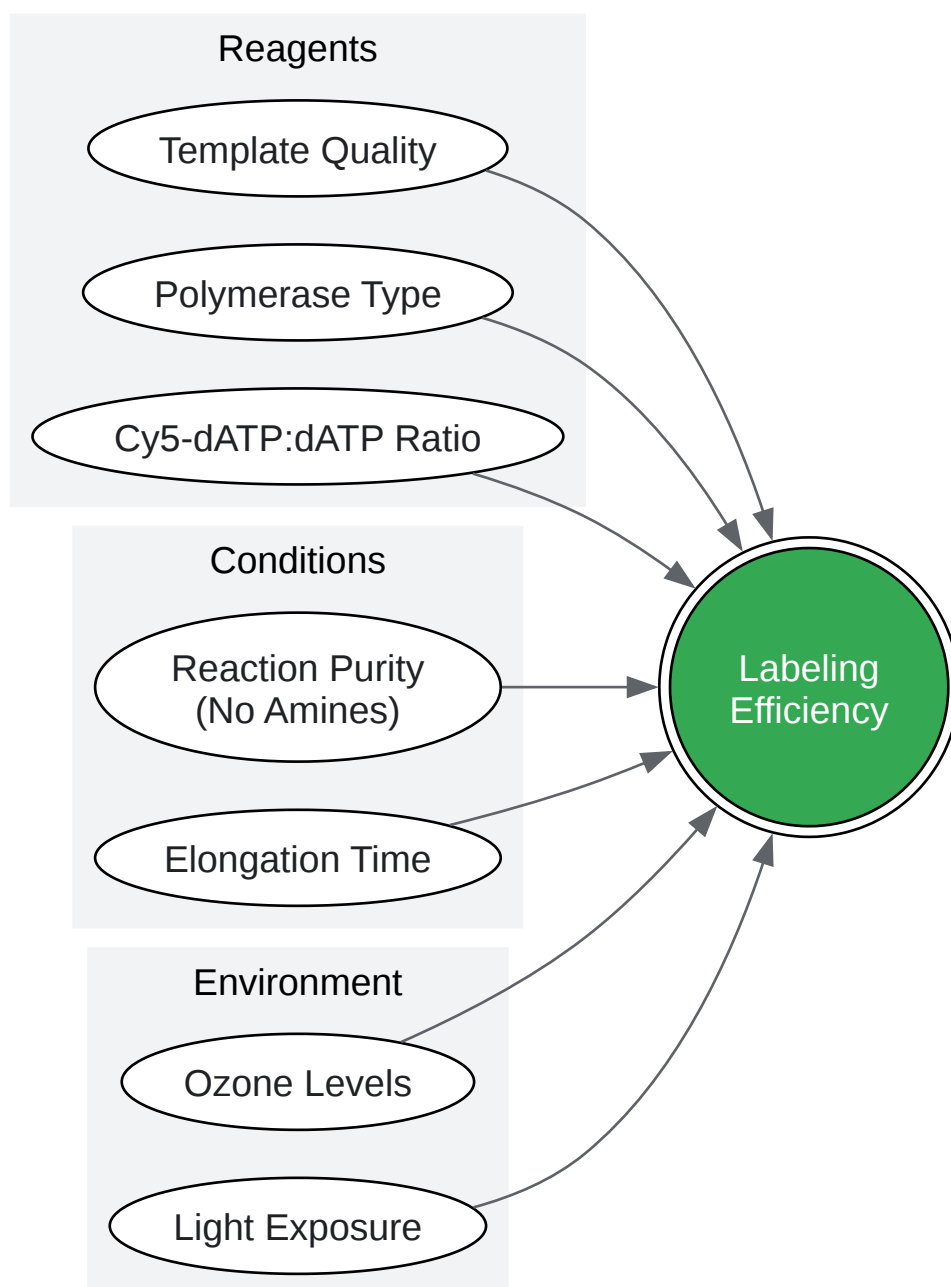 Reagents
Template Quality
Polymerase Type
Cy5-dATP:dATP Ratio
Conditions
Reaction Purity
(No Amines)
Elongation Time
Environment
Ozone Levels
Light Exposure
Labeling
Efficiency